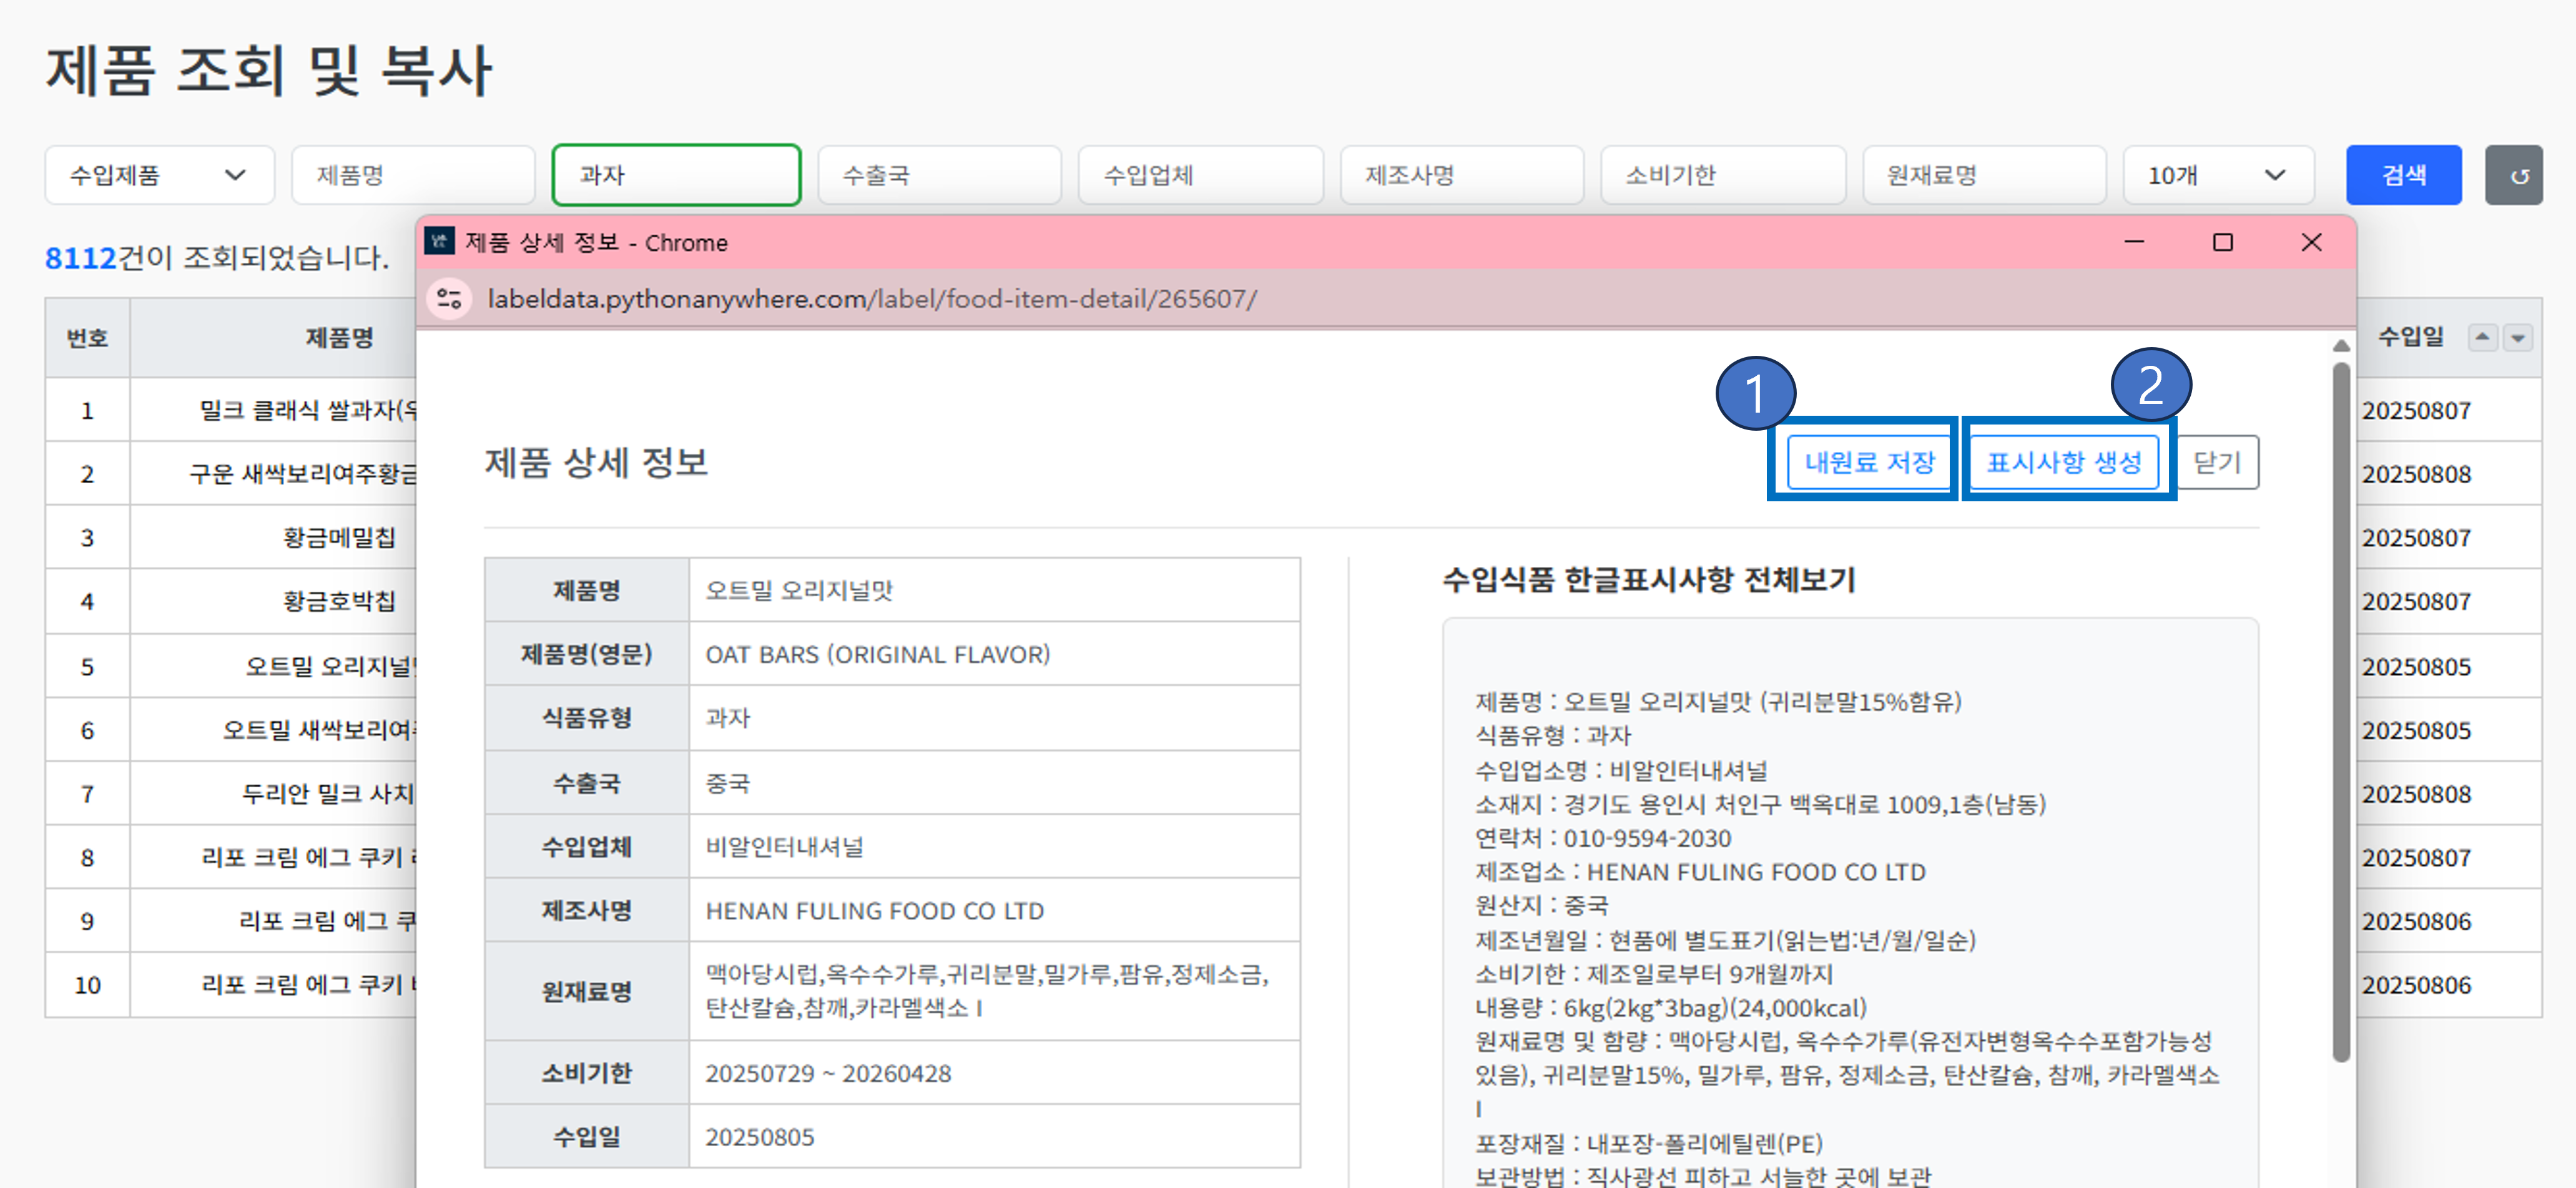 제품 조회 및 복사
수입제품 제품명 과자 수출국 수입업체 제조사명 소비기한 원재료명 10개 검색
8112건이 조회되었습니다.
제품 상세 정보 - Chrome
labeldata.pythonanywhere.com/label/food-item-detail/265607/
번호 제품명 수입일
1 밀크 클래식 쌀과자(우 20250807
2 구운 새싹보리여주황금 20250808
3 황금메밀칩 20250807
4 황금호박칩 20250807
5 오트밀 오리지널 20250805
6 오트밀 새싹보리여 20250805
7 두리안 밀크 사치 20250808
8 리포 크림 에그 쿠키 20250807
9 리포 크림 에그 쿠 20250806
10 리포 크림 에그 쿠키 20250806
1 2
제품 상세 정보 내원료 저장 표시사항 생성 닫기
제품명 오트밀 오리지널맛
제품명(영문) OAT BARS (ORIGINAL FLAVOR)
식품유형 과자
수출국 중국
수입업체 비알인터내셔널
제조사명 HENAN FULING FOOD CO LTD
원재료명 맥아당시럽,옥수수가루,귀리분말,밀가루,팜유,정제소금,
탄산칼슘,참깨,카라멜색소 I
소비기한 20250729 ~ 20260428
수입일 20250805
수입식품 한글표시사항 전체보기
제품명 : 오트밀 오리지널맛 (귀리분말15%함유)
식품유형 : 과자
수입업소명 : 비알인터내셔널
소재지 : 경기도 용인시 처인구 백옥대로 1009,1층(남동)
연락처 : 010-9594-2030
제조업소 : HENAN FULING FOOD CO LTD
원산지 : 중국
제조년월일 : 현품에 별도표기(읽는법:년/월/일순)
소비기한 : 제조일로부터 9개월까지
내용량 : 6kg(2kg*3bag)(24,000kcal)
원재료명 및 함량 : 맥아당시럽, 옥수수가루(유전자변형옥수수포함가능성
있음), 귀리분말15%, 밀가루, 팜유, 정제소금, 탄산칼슘, 참깨, 카라멜색소
I
포장재질 : 내포장-폴리에틸렌(PE)
보관방법 : 직사광선 피하고 서늘한 곳에 보관